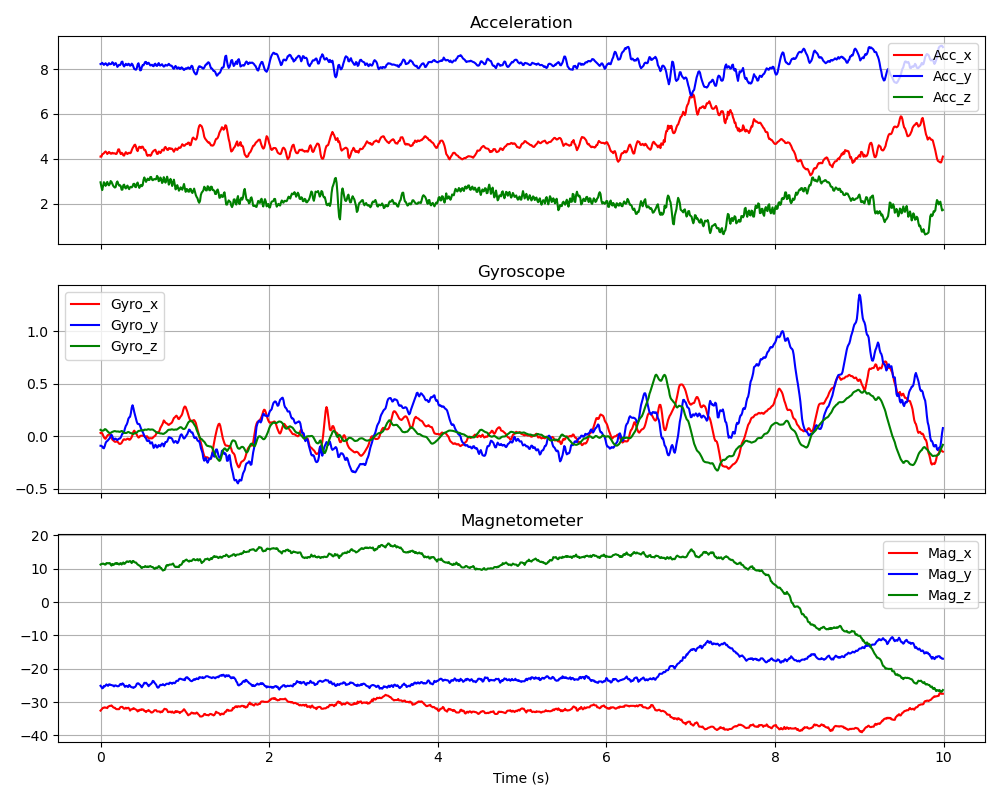 Acceleration
8
6
4
2
Acc_x
Acc_y
Acc_z
Gyroscope
1.0
0.5
0.0
−0.5
Gyro_x
Gyro_y
Gyro_z
Magnetometer
20
10
0
−10
−20
−30
−40
Mag_x
Mag_y
Mag_z
0 2 4 6 8 10
Time (s)